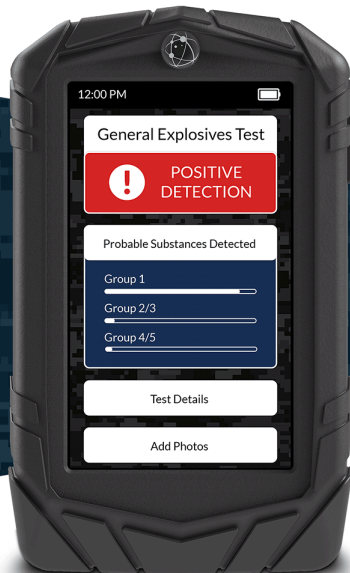 12:00 PM
General Explosives Test
POSITIVE
DETECTION
Probable Substances Detected
Group 1
Group 2/3
Group 4/5
Test Details
Add Photos